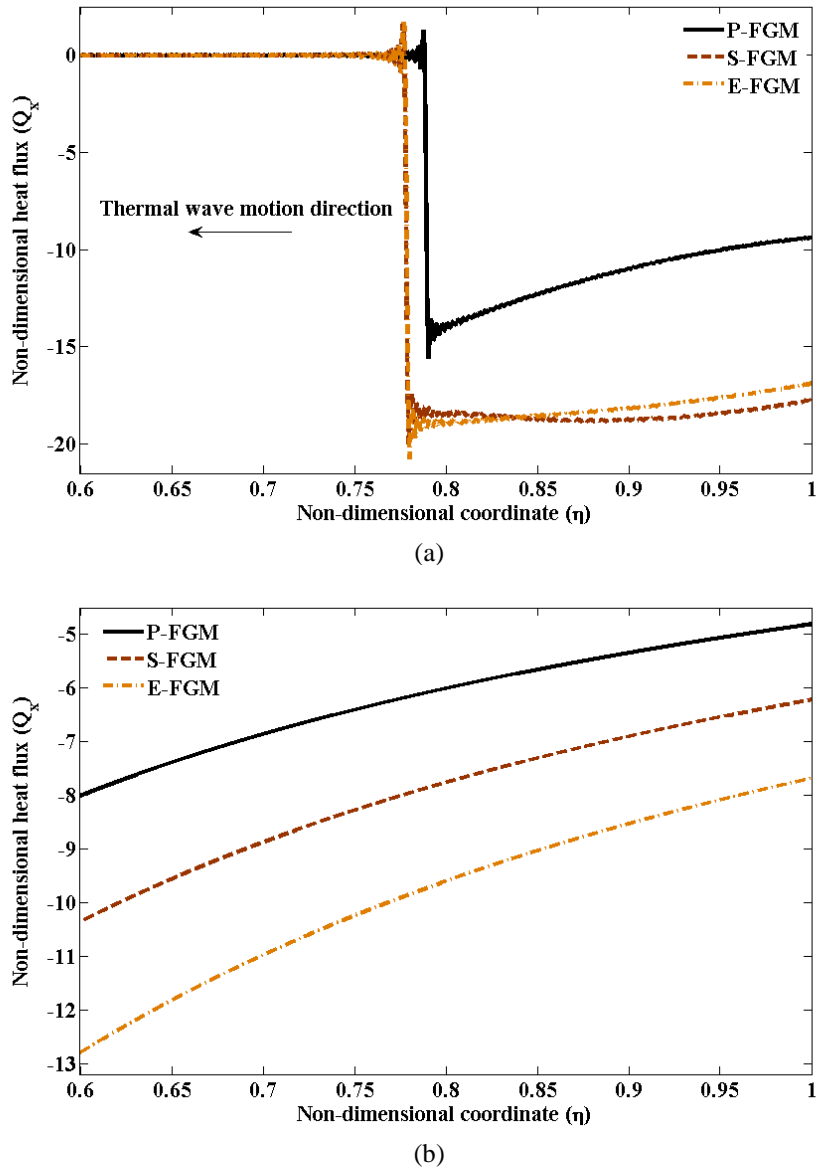 P-FGM
S-FGM
E-FGM
Thermal wave motion direction
Non-dimensional heat flux (Q_x)
0
-5
-10
-15
-20
0.6 0.65 0.7 0.75 0.8 0.85 0.9 0.95 1
Non-dimensional coordinate (η)
(a)
P-FGM
S-FGM
E-FGM
Non-dimensional heat flux (Q_x)
-5
-6
-7
-8
-9
-10
-11
-12
-13
0.6 0.65 0.7 0.75 0.8 0.85 0.9 0.95 1
Non-dimensional coordinate (η)
(b)